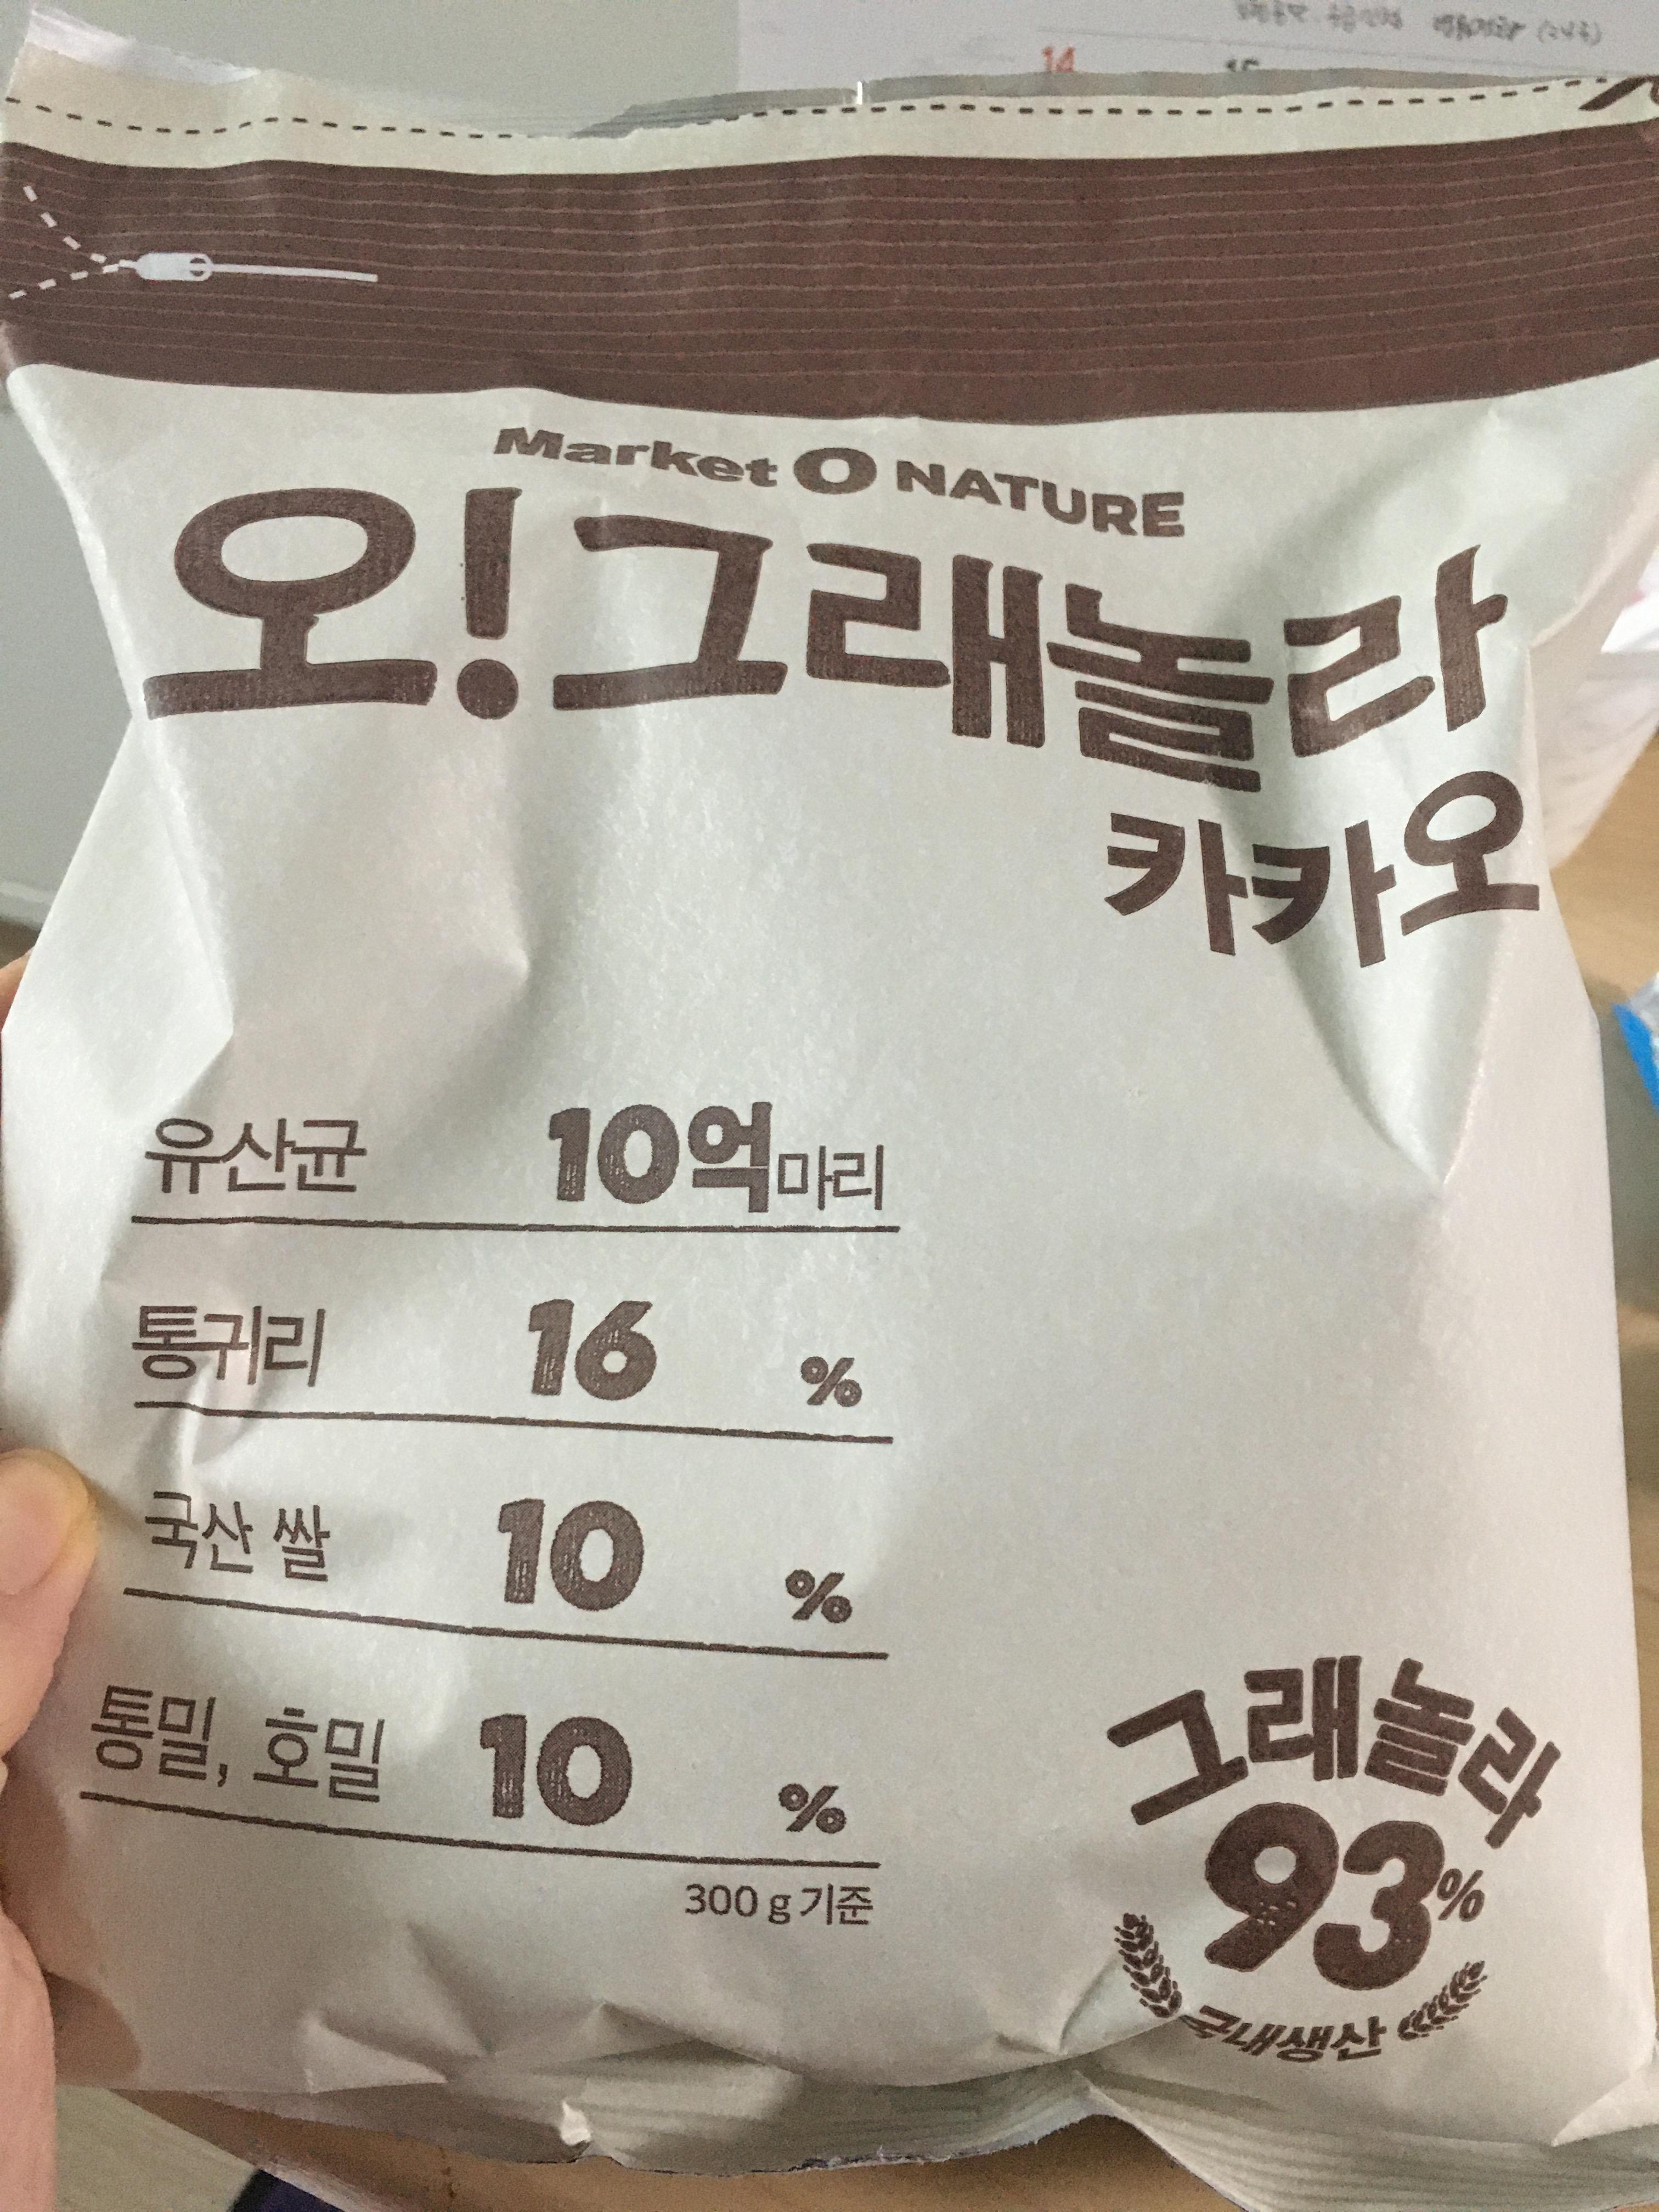 14
Market O NATURE
오!그래놀라
카카오
유산균 10억마리
통귀리 16 %
국산 쌀 10 %
통밀, 호밀 10 %
300 g 기준
그래놀라
93%
국내생산